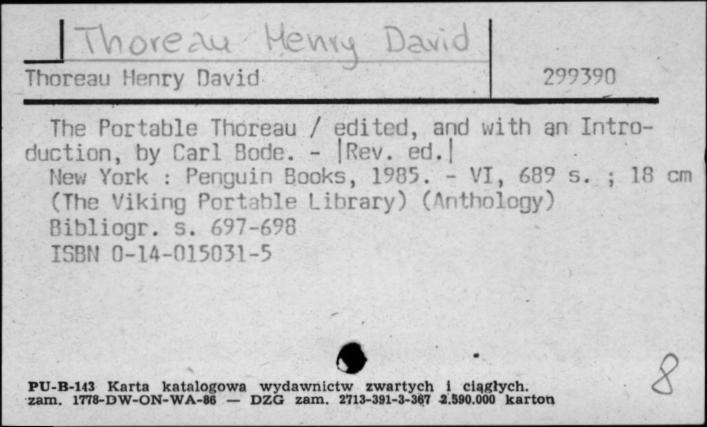 Thoreau Henry David
Thoreau Henry David 299390
The Portable Thoreau / edited, and with an Intro-
duction, by Carl Bode. - |Rev. ed.|
New York : Penguin Books, 1985. - VI, 689 s. ; 18 cm
(The Viking Portable Library) (Anthology)
Bibliogr. s. 697-698
ISBN 0-14-015031-5
8
PU-B-143 Karta katalogowa wydawnictw zwartych i ciągłych.
zam. 1778-DW-ON-WA-86 — DZG zam. 2713-391-3-367 2.590.000 karton